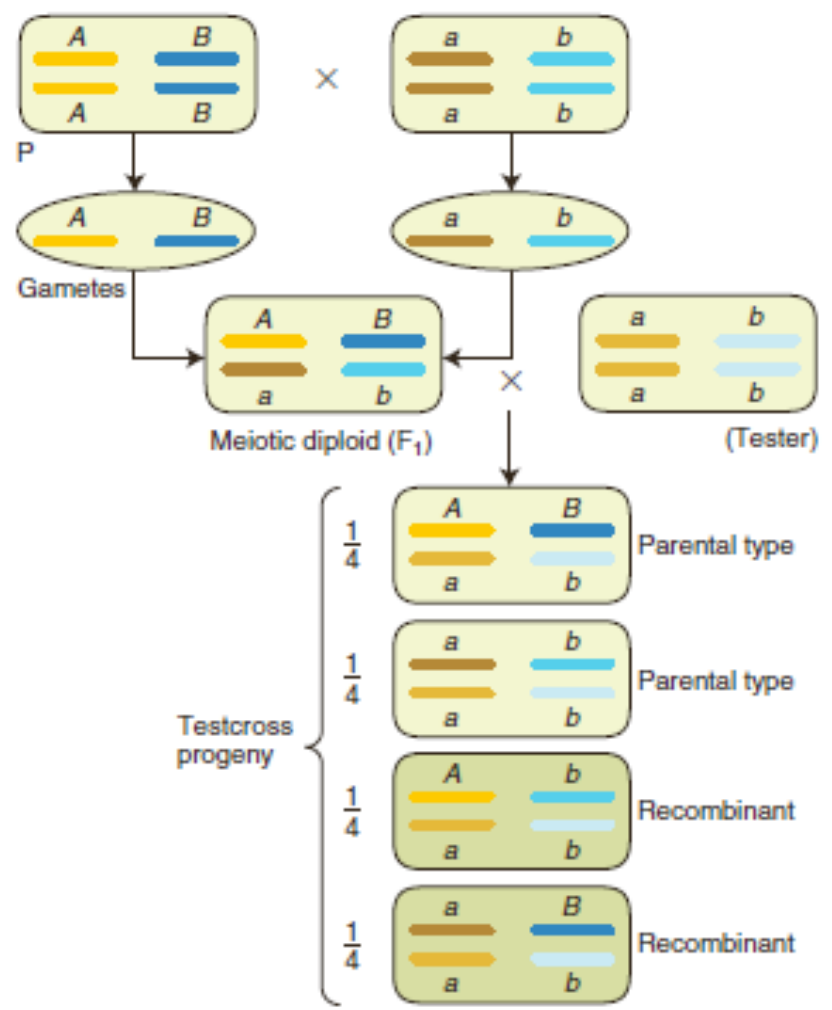 A B
A B
×
a b
a b
P
A B
a b
Gametes
A B
a b
Meiotic diploid (F₁)
×
a b
a b
(Tester)
Testcross
progeny
1/4
A B
a b
Parental type
1/4
a b
a b
Parental type
1/4
A b
a b
Recombinant
1/4
a B
a b
Recombinant